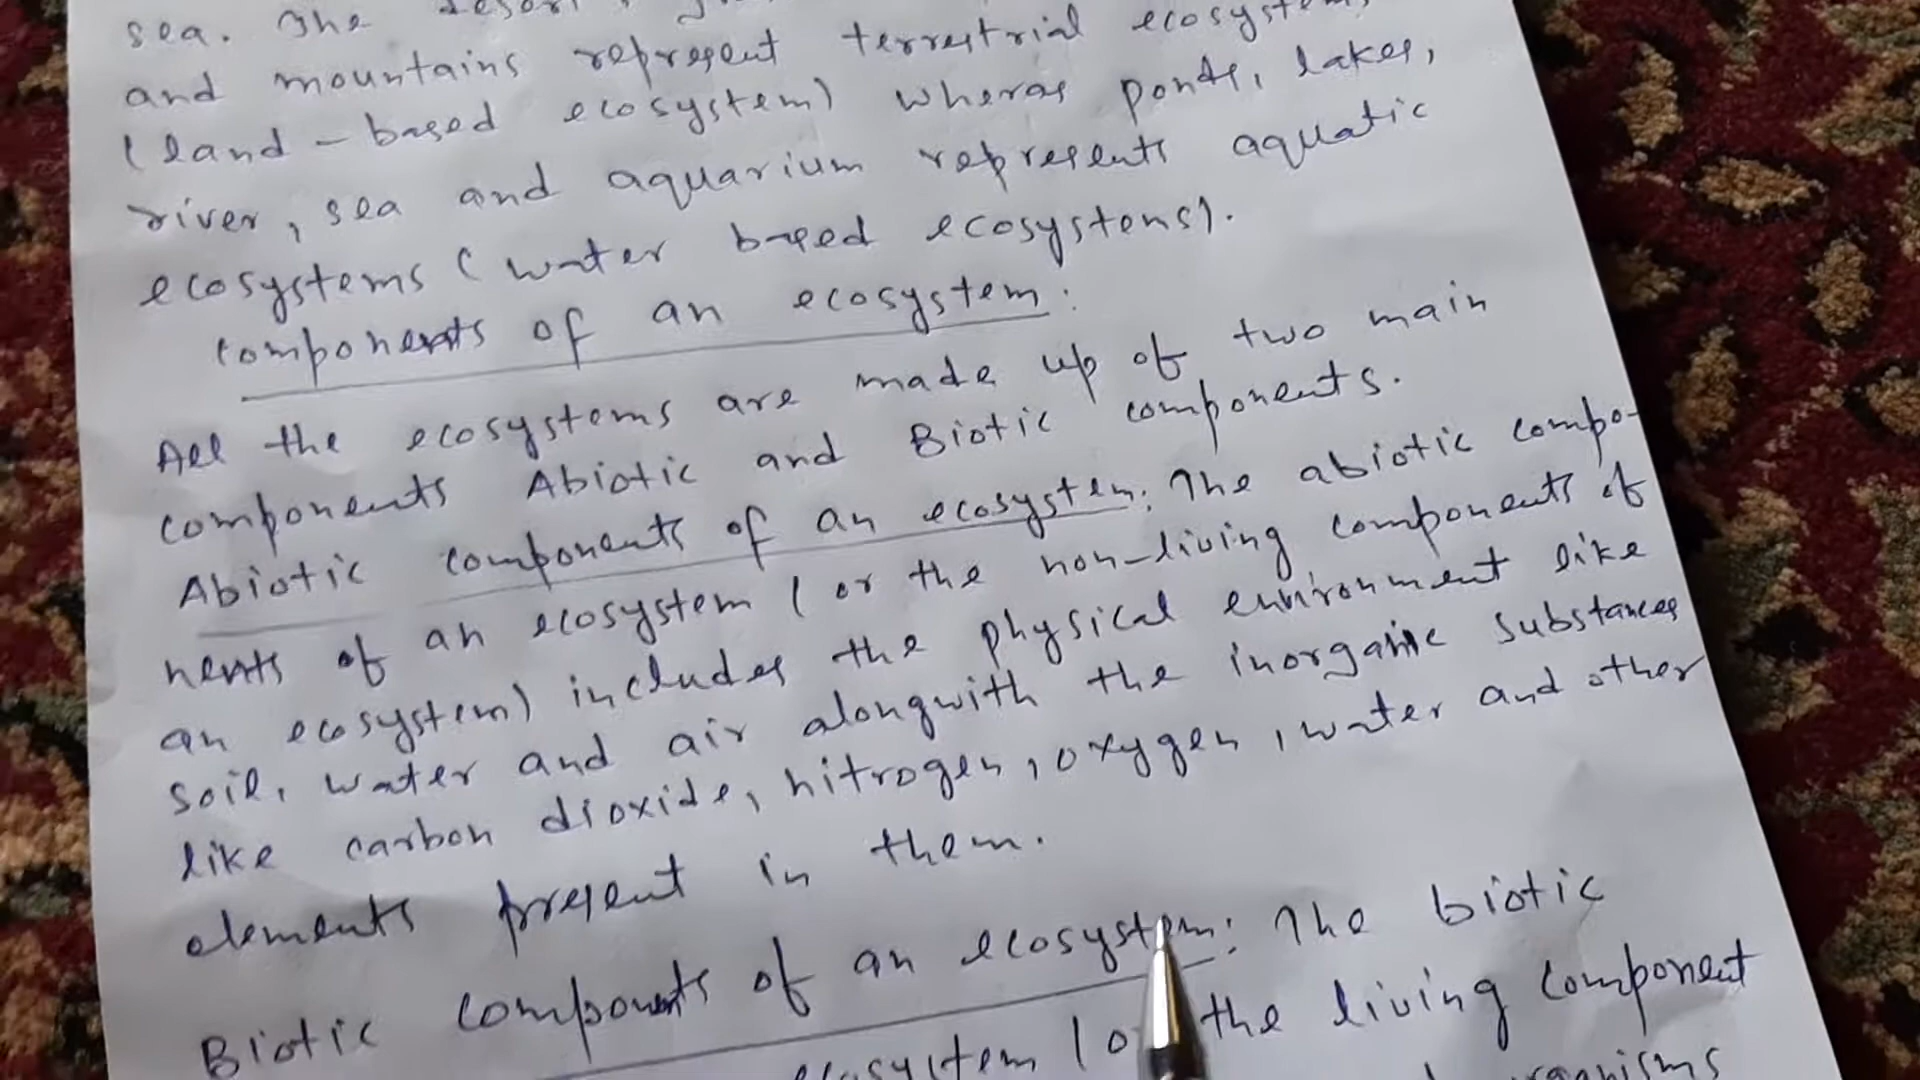 sea. The
and mountains represent terrestrial ecosystems
(land-based ecosystem) wheras ponds, lakes,
river, sea and aquarium represents aquatic
ecosystems (water based ecosystems).
Components of an ecosystem:
All the ecosystems are made up of two main
components Abiotic and Biotic components.
Abiotic components of an ecosystem: The abiotic compo-
nents of an ecosystem (or the non-living components of
an ecosystem) includes the physical environment like
soil, water and air alongwith the inorganic substances
like carbon dioxide, nitrogen, oxygen, water and other
elements present in them.
Biotic components of an ecosystem: The biotic
ecosystem (or the living component
organisms